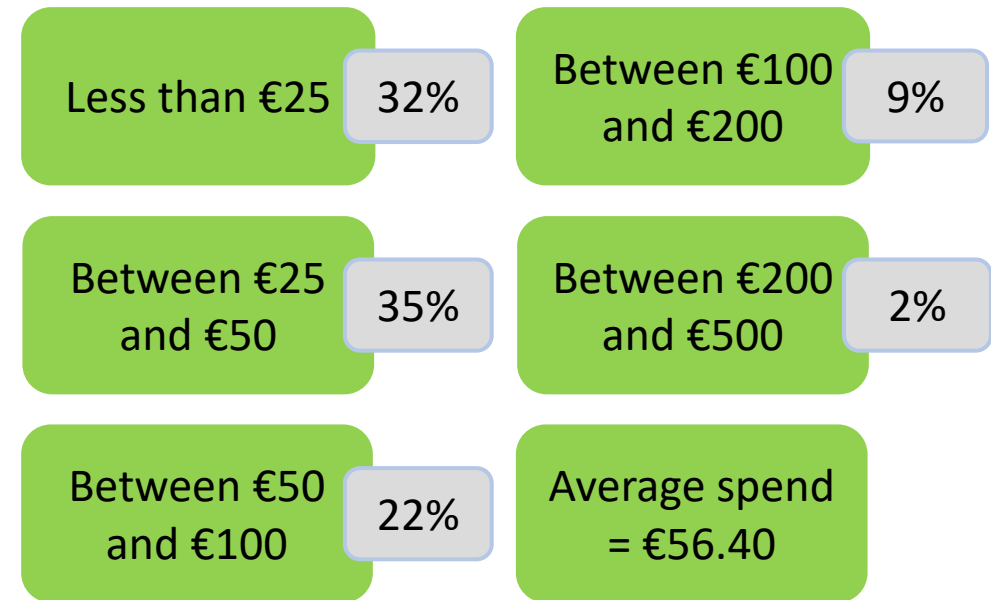 Less than €25
32%
Between €25
and €50
35%
Between €50
and €100
22%
Between €100
and €200
9%
Between €200
and €500
2%
Average spend
= €56.40